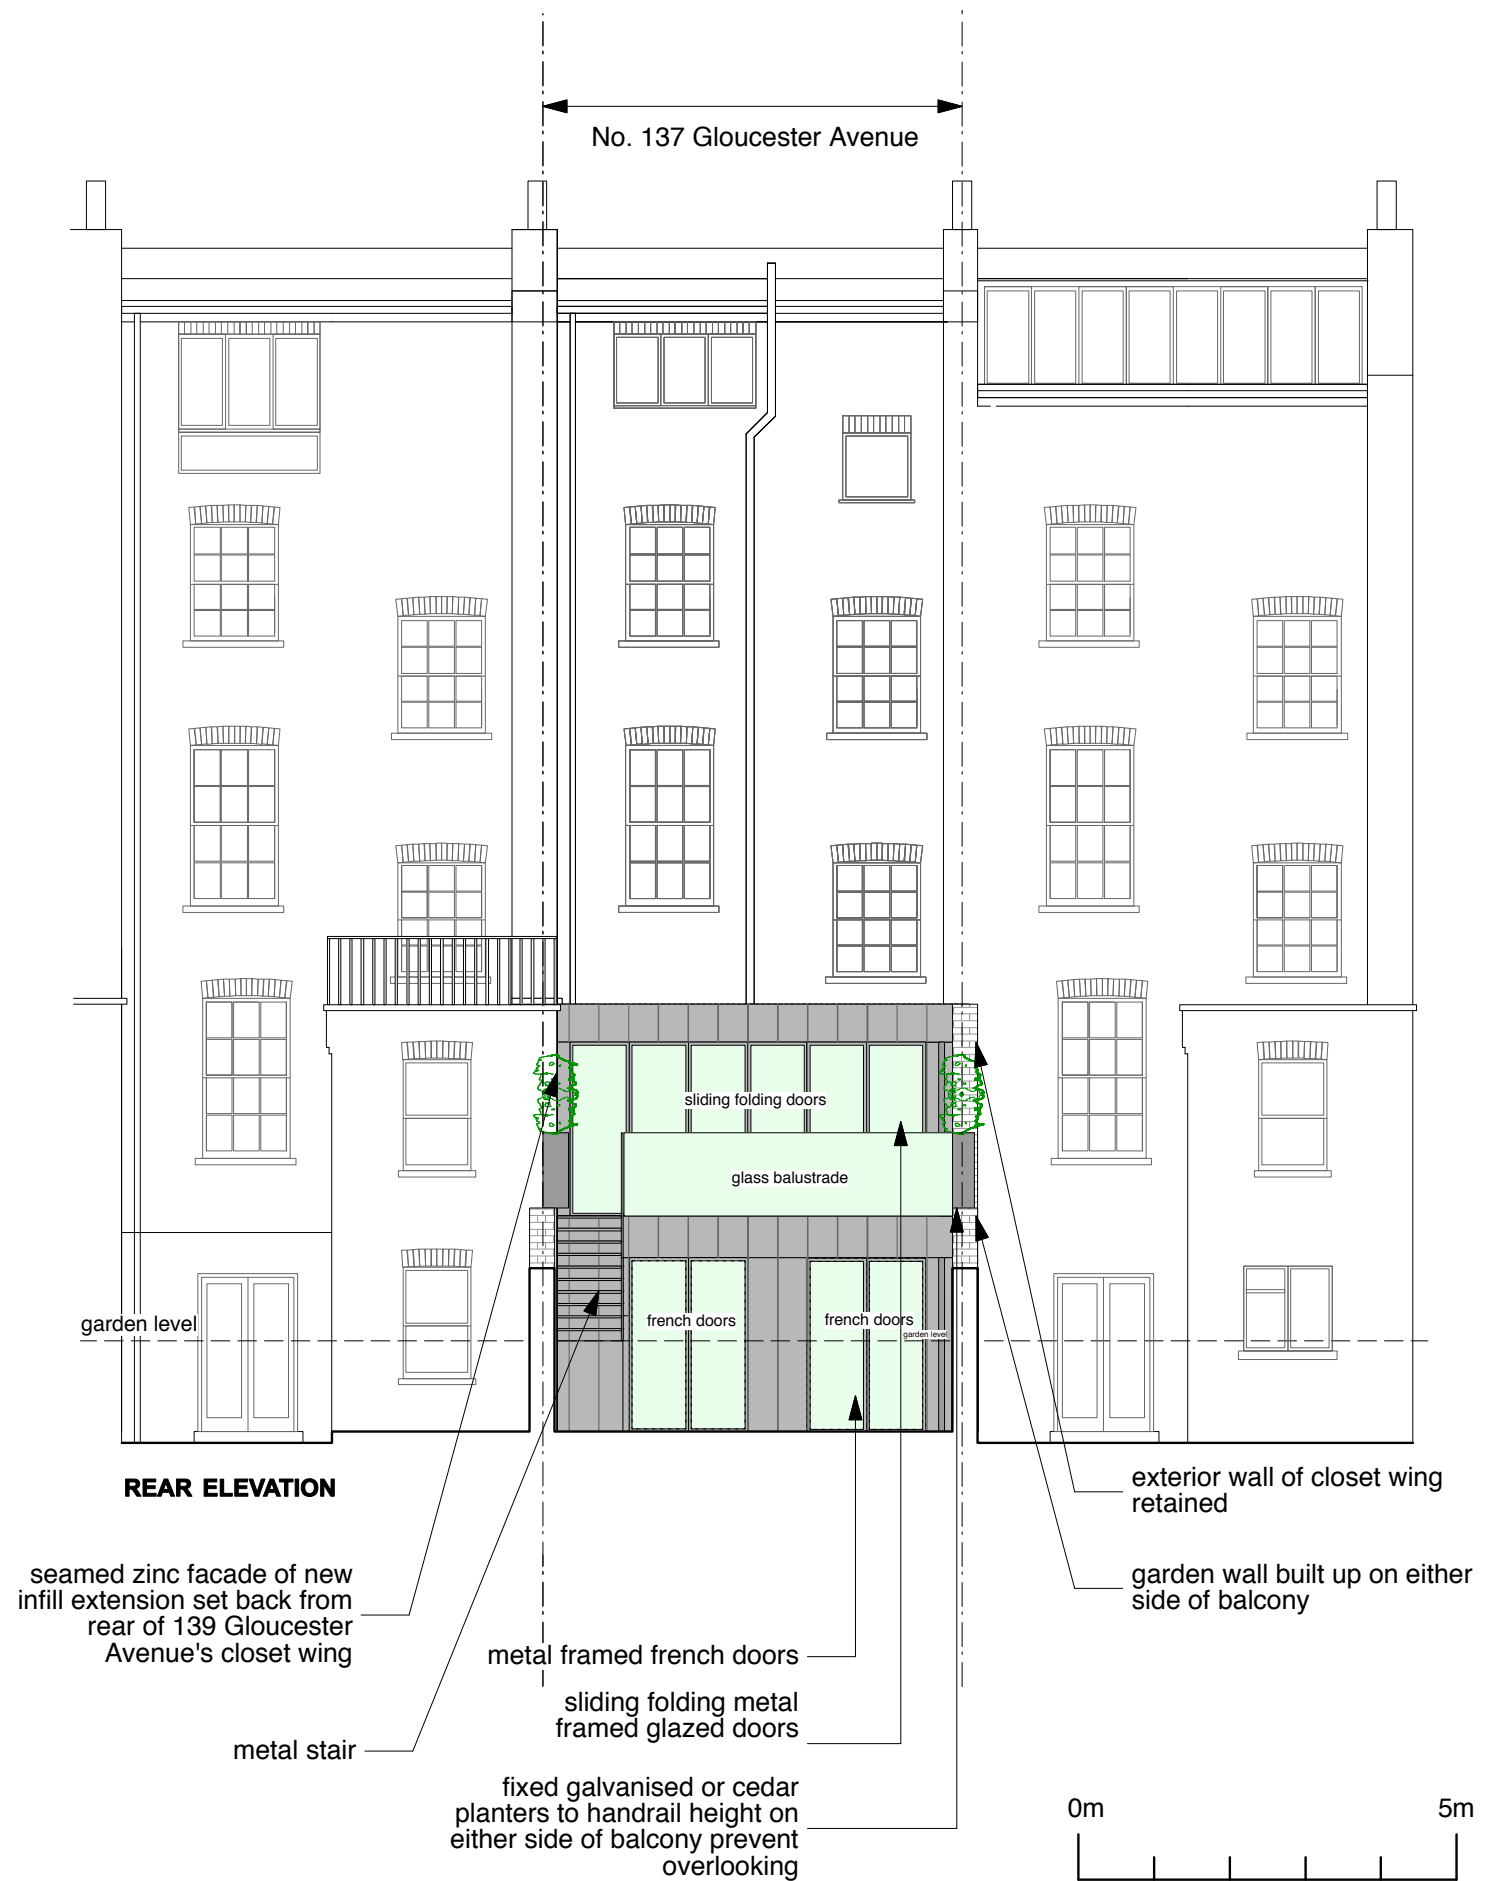 No. 137 Gloucester Avenue
sliding folding doors
glass balustrade
garden level
french doors
french doors
garden level
REAR ELEVATION
exterior wall of closet wing
retained
seamed zinc facade of new
infill extension set back from
rear of 139 Gloucester
Avenue's closet wing
garden wall built up on either
side of balcony
metal framed french doors
sliding folding metal
framed glazed doors
metal stair
fixed galvanised or cedar
planters to handrail height on
either side of balcony prevent
overlooking
0m
5m